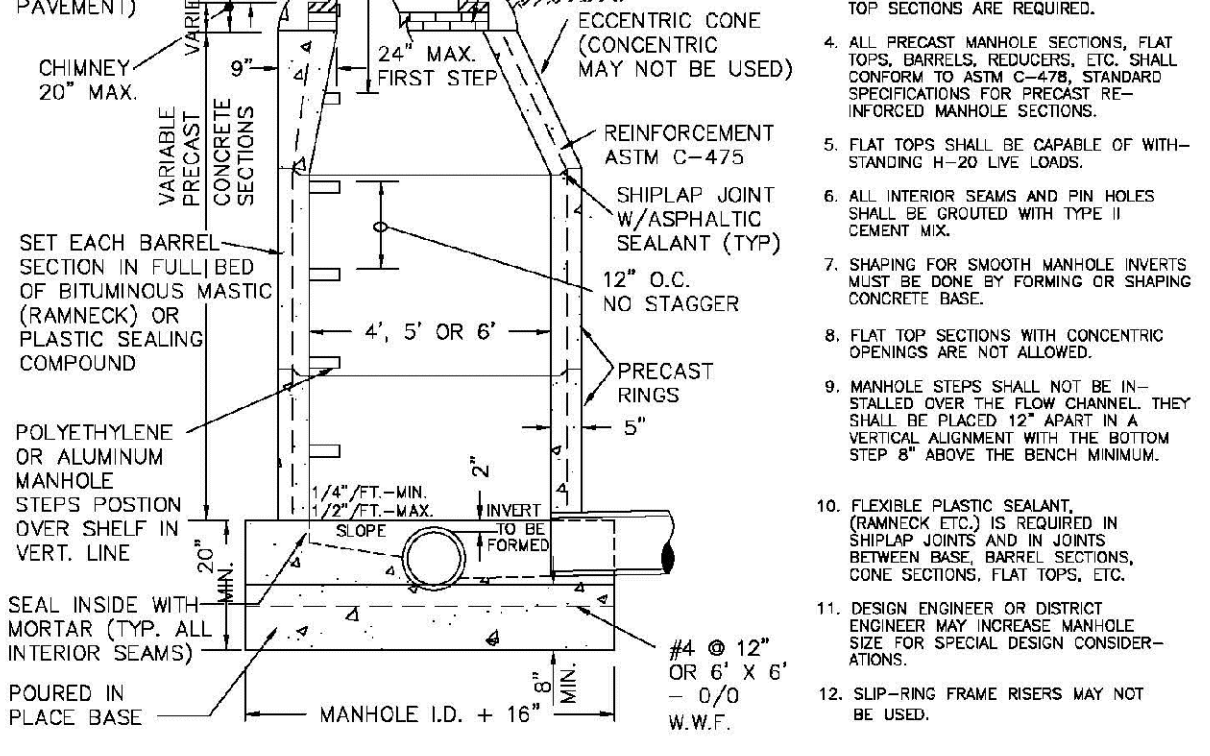 PAVEMENT)
VARIE
CHIMNEY
20" MAX.
9"
24" MAX.
FIRST STEP
ECCENTRIC CONE
(CONCENTRIC
MAY NOT BE USED)
VARIABLE
PRECAST
CONCRETE
SECTIONS
REINFORCEMENT
ASTM C-475
SHIPLAP JOINT
W/ASPHALTIC
SEALANT (TYP)
SET EACH BARREL
SECTION IN FULL BED
OF BITUMINOUS MASTIC
(RAMNECK) OR
PLASTIC SEALING
COMPOUND
12" O.C.
NO STAGGER
4', 5' OR 6'
PRECAST
RINGS
5"
POLYETHYLENE
OR ALUMINUM
MANHOLE
STEPS POSTION
OVER SHELF IN
VERT. LINE
1/4"/FT.-MIN.
1/2"/FT.-MAX.
SLOPE
2"
INVERT
TO BE
FORMED
20"
MIN.
SEAL INSIDE WITH
MORTAR (TYP. ALL
INTERIOR SEAMS)
POURED IN
PLACE BASE
MANHOLE I.D. + 16"
8"
MIN.
#4 @ 12"
OR 6' X 6'
- 0/0
W.W.F.
TOP SECTIONS ARE REQUIRED.
4. ALL PRECAST MANHOLE SECTIONS, FLAT
TOPS, BARRELS, REDUCERS, ETC. SHALL
CONFORM TO ASTM C-478, STANDARD
SPECIFICATIONS FOR PRECAST RE-
INFORCED MANHOLE SECTIONS.
5. FLAT TOPS SHALL BE CAPABLE OF WITH-
STANDING H-20 LIVE LOADS.
6. ALL INTERIOR SEAMS AND PIN HOLES
SHALL BE GROUTED WITH TYPE II
CEMENT MIX.
7. SHAPING FOR SMOOTH MANHOLE INVERTS
MUST BE DONE BY FORMING OR SHAPING
CONCRETE BASE.
8. FLAT TOP SECTIONS WITH CONCENTRIC
OPENINGS ARE NOT ALLOWED.
9. MANHOLE STEPS SHALL NOT BE IN-
STALLED OVER THE FLOW CHANNEL. THEY
SHALL BE PLACED 12" APART IN A
VERTICAL ALIGNMENT WITH THE BOTTOM
STEP 8" ABOVE THE BENCH MINIMUM.
10. FLEXIBLE PLASTIC SEALANT,
(RAMNECK ETC.) IS REQUIRED IN
SHIPLAP JOINTS AND IN JOINTS
BETWEEN BASE, BARREL SECTIONS,
CONE SECTIONS, FLAT TOPS, ETC.
11. DESIGN ENGINEER OR DISTRICT
ENGINEER MAY INCREASE MANHOLE
SIZE FOR SPECIAL DESIGN CONSIDER-
ATIONS.
12. SLIP-RING FRAME RISERS MAY NOT
BE USED.